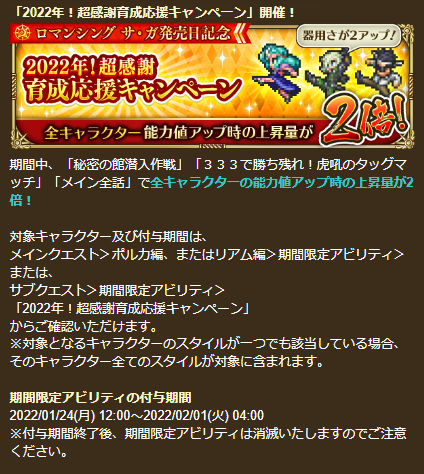 「2022年！超感謝育成応援キャンペーン」開催！
ロマンシング サ・ガ発売日記念
器用さが2アップ！
2022年！超感謝
育成応援キャンペーン
全キャラクター能力値アップ時の上昇量が
2倍！
期間中、「秘密の館潜入作戦」「３３３で勝ち残れ！虎吼のタッグマ
ッチ」「メイン全話」で全キャラクターの能力値アップ時の上昇量が2
倍！
対象キャラクター及び付与期間は、
メインクエスト＞ポルカ編、またはリアム編＞期間限定アビリティ＞
または、
サブクエスト＞期間限定アビリティ＞
「2022年！超感謝育成応援キャンペーン」
からご確認いただけます。
※対象となるキャラクターのスタイルが一つでも該当している場合、
そのキャラクター全てのスタイルが対象に含まれます。
期間限定アビリティの付与期間
2022/01/24(月) 12:00～2022/02/01(火) 04:00
※付与期間終了後、期間限定アビリティは消滅いたしますのでご注意
ください。